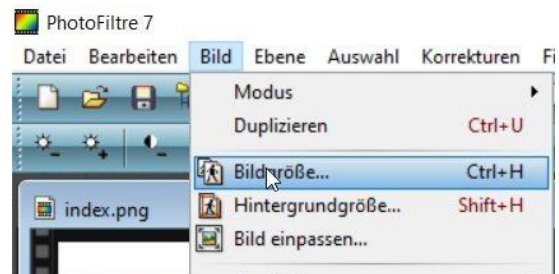 PhotoFiltre 7
Datei Bearbeiten Bild Ebene Auswahl Korrekturen
Modus
Duplizieren Ctrl+U
Bildgröße... Ctrl+H
index.png
Hintergrundgröße... Shift+H
Bild einpassen...